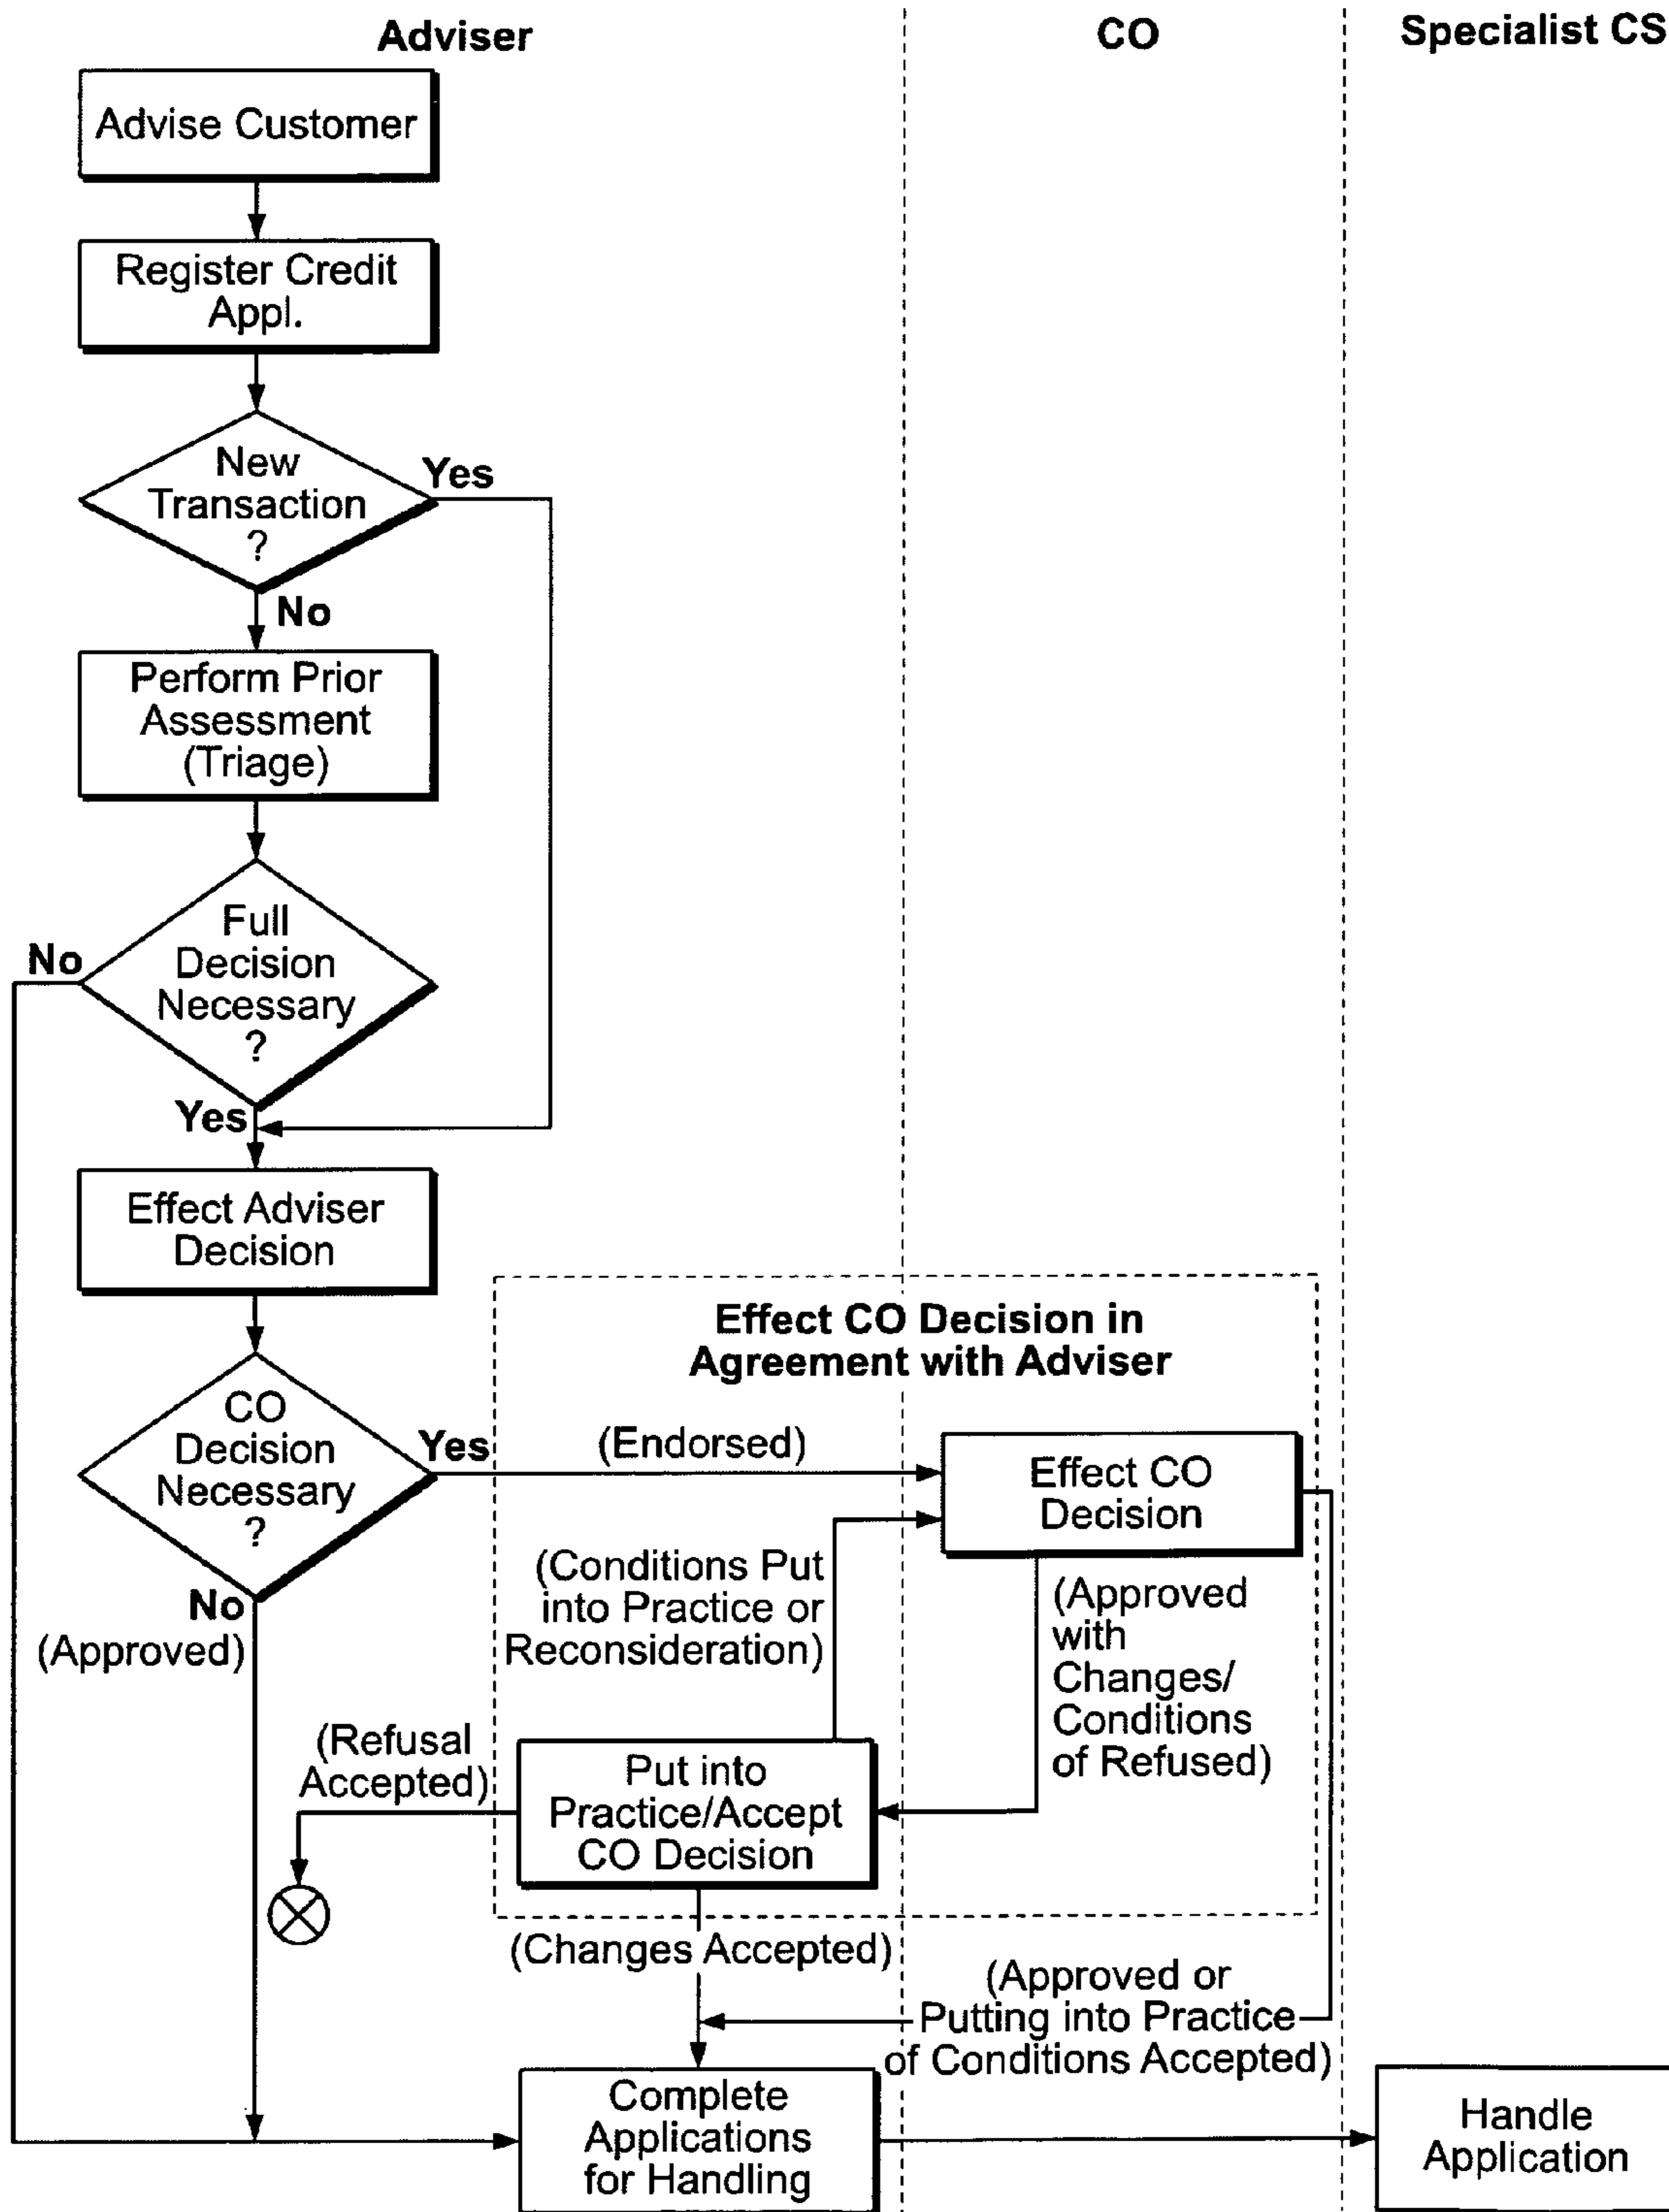 Adviser
CO
Specialist CS
Advise Customer
Register Credit
Appl.
New
Transaction
?
Yes
No
Perform Prior
Assessment
(Triage)
Full
Decision
Necessary
?
No
Yes
Effect Adviser
Decision
Effect CO Decision in
Agreement with Adviser
CO
Decision
Necessary
?
Yes
(Endorsed)
Effect CO
Decision
No
(Approved)
(Conditions Put
into Practice or
Reconsideration)
(Approved
with
Changes/
Conditions
of Refused)
(Refusal
Accepted)
Put into
Practice/Accept
CO Decision
(Changes Accepted)
(Approved or
Putting into Practice
of Conditions Accepted)
Complete
Applications
for Handling
Handle
Application